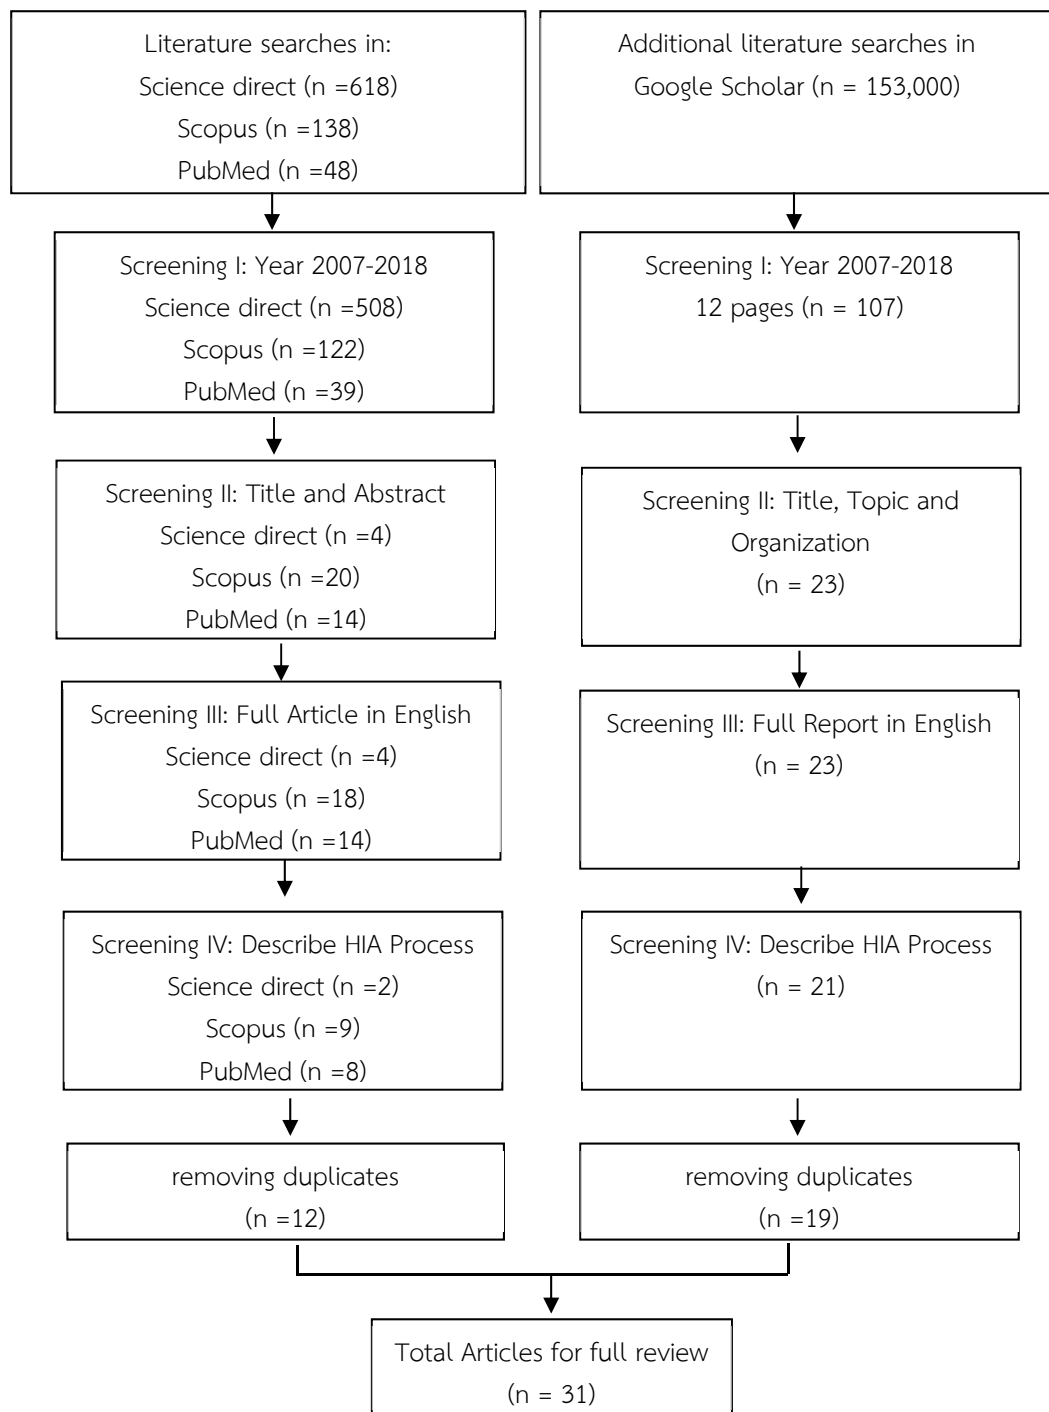 Literature searches in:
Science direct (n =618)
Scopus (n =138)
PubMed (n =48)
Additional literature searches in
Google Scholar (n = 153,000)
Screening I: Year 2007-2018
Science direct (n =508)
Scopus (n =122)
PubMed (n =39)
Screening I: Year 2007-2018
12 pages (n = 107)
Screening II: Title and Abstract
Science direct (n =4)
Scopus (n =20)
PubMed (n =14)
Screening II: Title, Topic and
Organization
(n = 23)
Screening III: Full Article in English
Science direct (n =4)
Scopus (n =18)
PubMed (n =14)
Screening III: Full Report in English
(n = 23)
Screening IV: Describe HIA Process
Science direct (n =2)
Scopus (n =9)
PubMed (n =8)
Screening IV: Describe HIA Process
(n = 21)
removing duplicates
(n =12)
removing duplicates
(n =19)
Total Articles for full review
(n = 31)